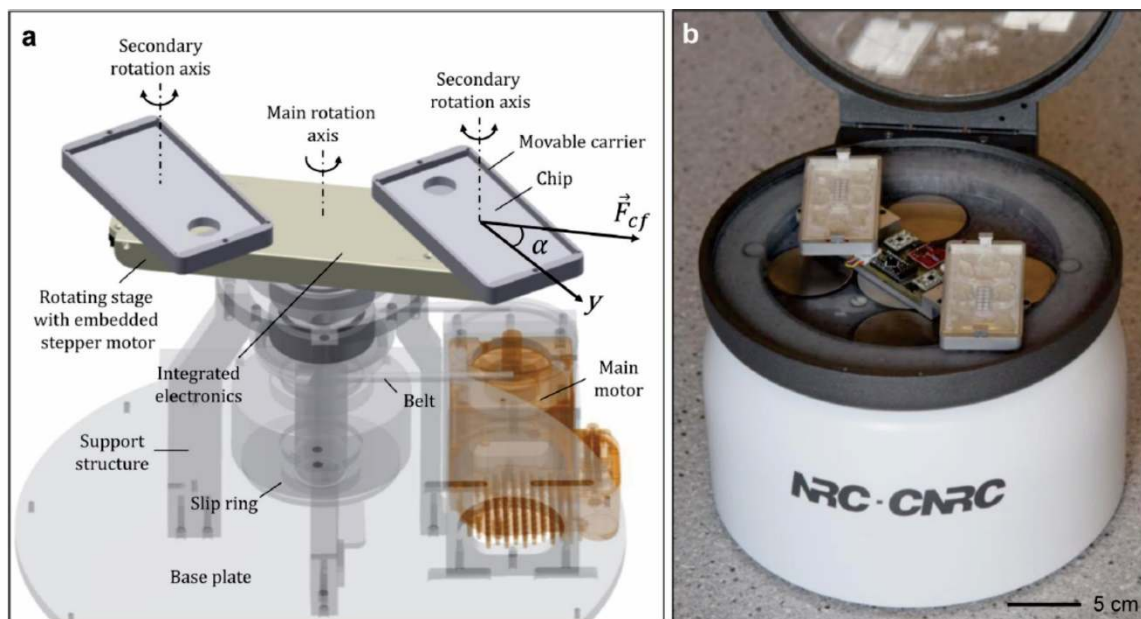 a
Secondary
rotation axis
Main rotation
axis
Secondary
rotation axis
Movable carrier
Chip
F⃗cf
α
y
Rotating stage
with embedded
stepper motor
Integrated
electronics
Belt
Main
motor
Support
structure
Slip ring
Base plate
b
NRC-CNRC
5 cm